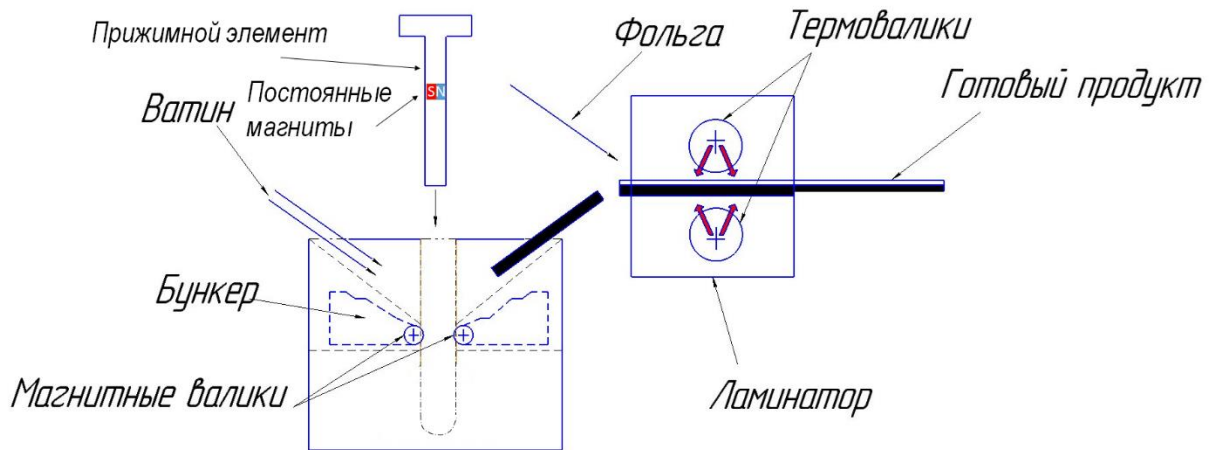 Прижимной элемент
Фольга
Термовалики
Готовый продукт
Ватин
Постоянные
магниты
SN
Бункер
Магнитные валики
Ламинатор